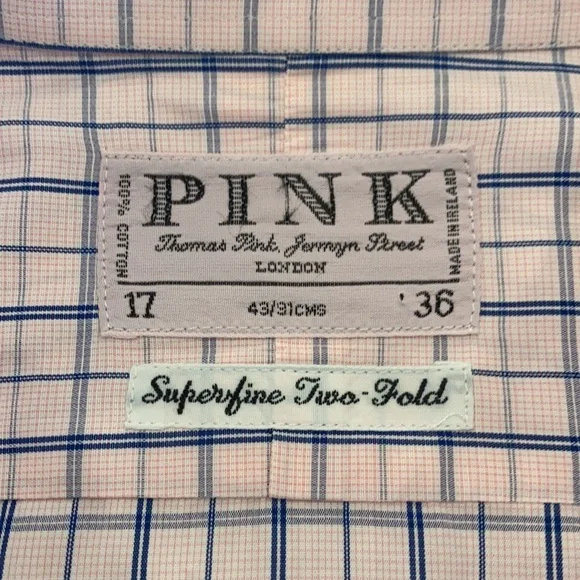 PINK
100% COTTON
MADE IN IRELAND
Thomas Pink, Jermyn Street
LONDON
17
43/91CMS
36
Superfine Two-Fold